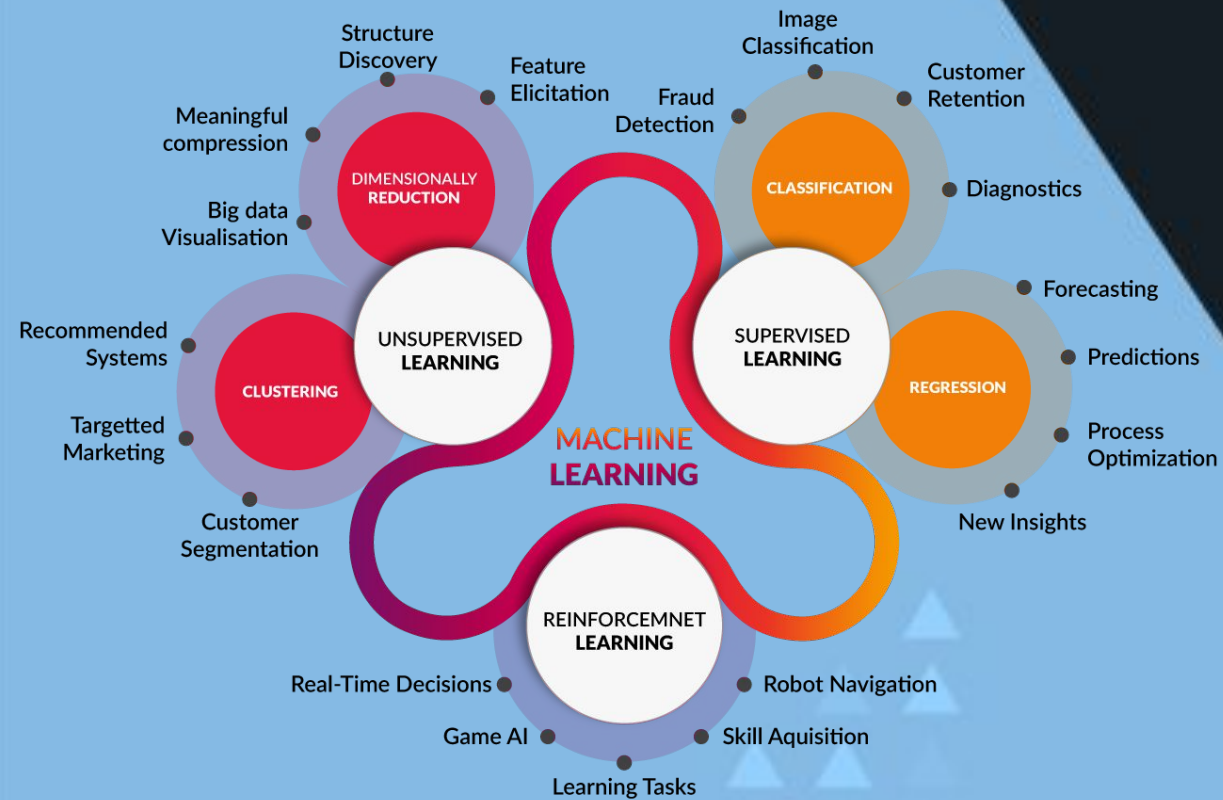 Structure
Discovery
Feature
Elicitation
Meaningful
compression
DIMENSIONALLY
REDUCTION
Big data
Visualisation
Recommended
Systems
Targetted
Marketing
Customer
Segmentation
CLUSTERING
UNSUPERVISED
LEARNING
Image
Classification
Customer
Retention
Fraud
Detection
CLASSIFICATION
Diagnostics
SUPERVISED
LEARNING
Forecasting
Predictions
REGRESSION
Process
Optimization
New Insights
MACHINE
LEARNING
REINFORCEMNET
LEARNING
Real-Time Decisions
Robot Navigation
Game AI
Skill Aquisition
Learning Tasks